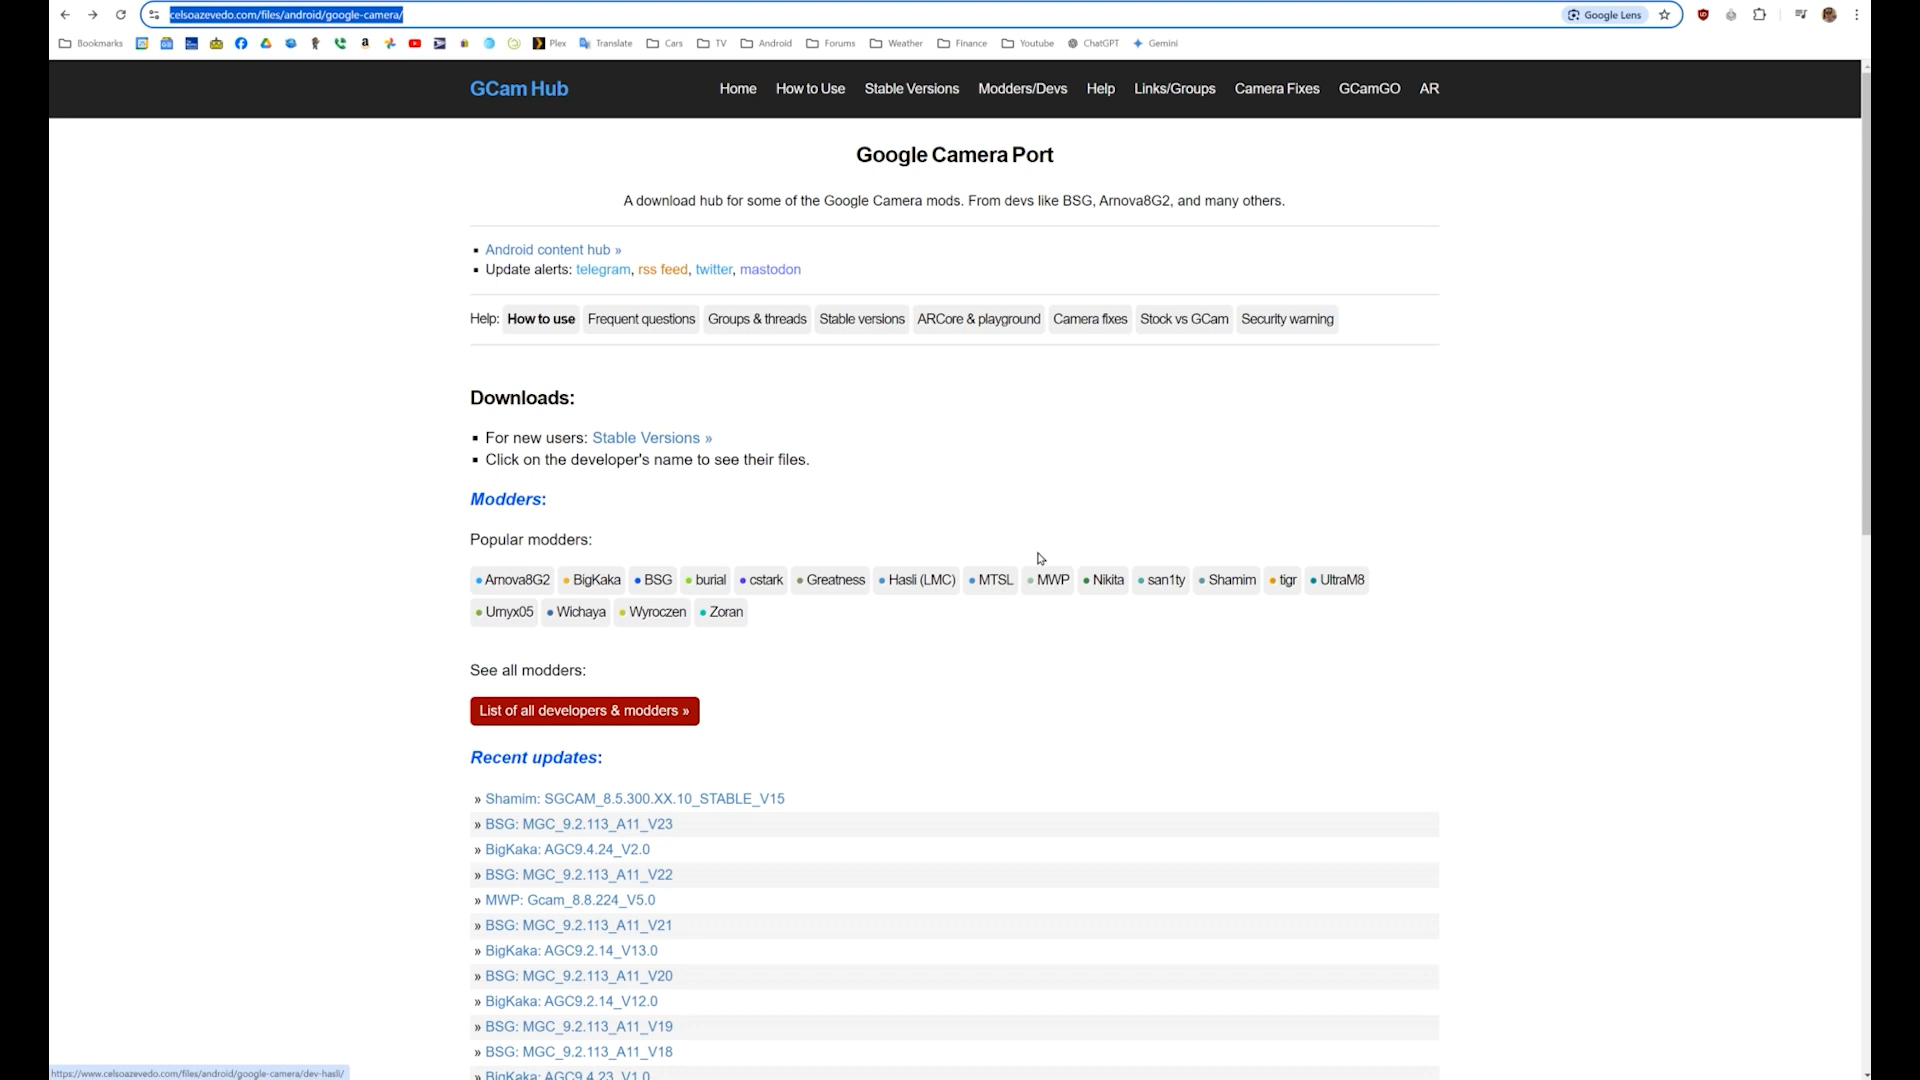 celsoazevedo.com/files/android/google-camera/
Google Lens
Bookmarks Plex Translate Cars TV Android Forums Weather Finance Youtube ChatGPT Gemini
GCam Hub Home How to Use Stable Versions Modders/Devs Help Links/Groups Camera Fixes GCamGO AR
Google Camera Port
A download hub for some of the Google Camera mods. From devs like BSG, Arnova8G2, and many others.
▪ Android content hub »
▪ Update alerts: telegram, rss feed, twitter, mastodon
Help: How to use Frequent questions Groups & threads Stable versions ARCore & playground Camera fixes Stock vs GCam Security warning
Downloads:
▪ For new users: Stable Versions »
▪ Click on the developer's name to see their files.
Modders:
Popular modders:
Arnova8G2 BigKaka BSG burial cstark Greatness Hasli (LMC) MTSL MWP Nikita san1ty Shamim tigr UltraM8
Urnyx05 Wichaya Wyroczen Zoran
See all modders:
List of all developers & modders »
Recent updates:
» Shamim: SGCAM_8.5.300.XX.10_STABLE_V15
» BSG: MGC_9.2.113_A11_V23
» BigKaka: AGC9.4.24_V2.0
» BSG: MGC_9.2.113_A11_V22
» MWP: Gcam_8.8.224_V5.0
» BSG: MGC_9.2.113_A11_V21
» BigKaka: AGC9.2.14_V13.0
» BSG: MGC_9.2.113_A11_V20
» BigKaka: AGC9.2.14_V12.0
» BSG: MGC_9.2.113_A11_V19
» BSG: MGC_9.2.113_A11_V18
» BigKaka: AGC9.4.23_V1.0
https://www.celsoazevedo.com/files/android/google-camera/dev-hasli/